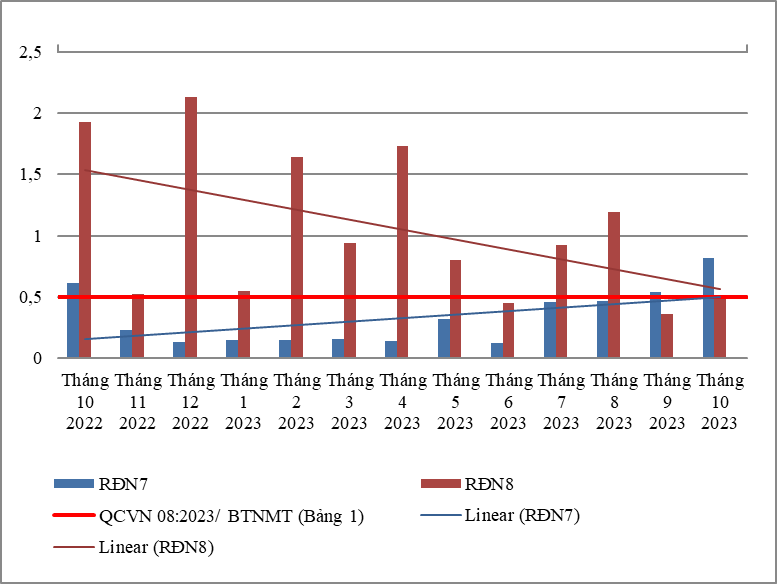 2,5
2
1,5
1
0,5
0
Tháng 10 2022
Tháng 11 2022
Tháng 12 2022
Tháng 1 2023
Tháng 2 2023
Tháng 3 2023
Tháng 4 2023
Tháng 5 2023
Tháng 6 2023
Tháng 7 2023
Tháng 8 2023
Tháng 9 2023
Tháng 10 2023
RĐN7
RĐN8
QCVN 08:2023/ BTNMT (Bảng 1)
Linear (RĐN7)
Linear (RĐN8)